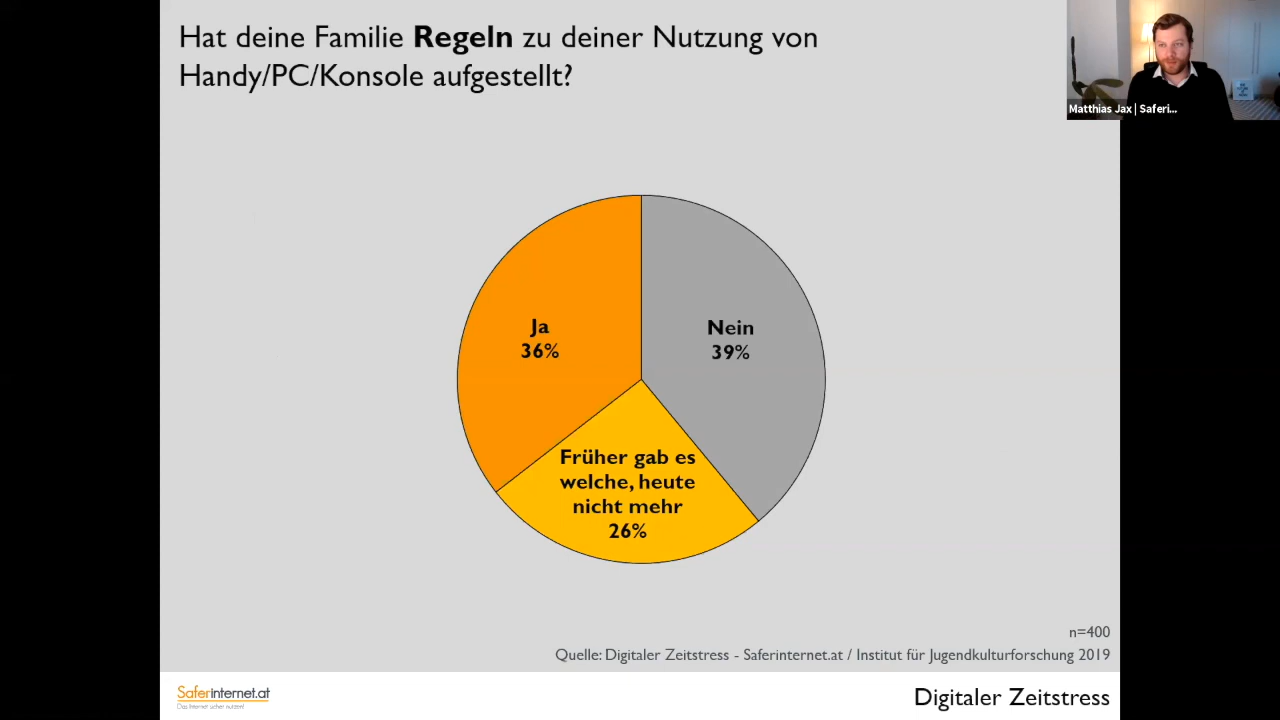 Hat deine Familie Regeln zu deiner Nutzung von
Handy/PC/Konsole aufgestellt?
Matthias Jax | Saferi...
Ja
36%
Nein
39%
Früher gab es
welche, heute
nicht mehr
26%
n=400
Quelle: Digitaler Zeitstress - Saferinternet.at / Institut für Jugendkulturforschung 2019
Saferinternet.at
Das Internet sicher nutzen!
Digitaler Zeitstress